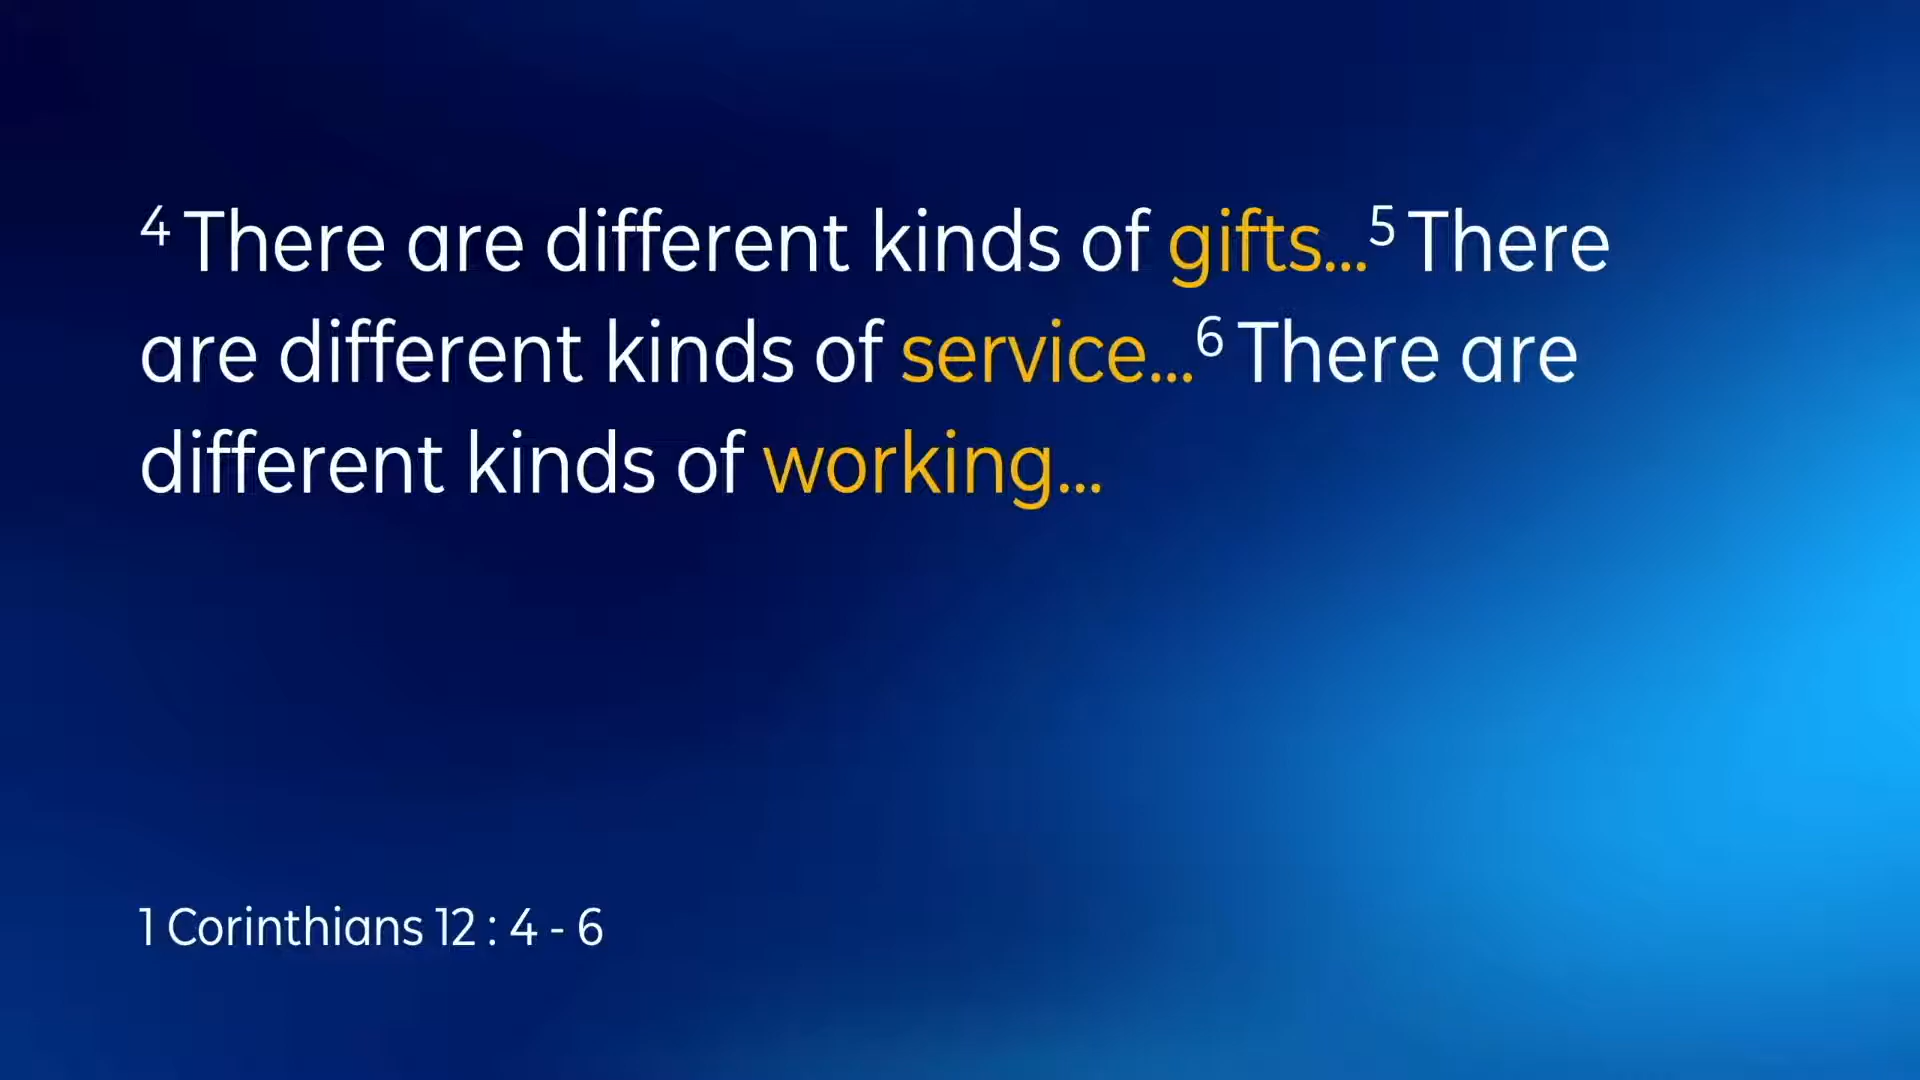 4 There are different kinds of gifts...5 There
are different kinds of service...6 There are
different kinds of working...
1 Corinthians 12 : 4 - 6